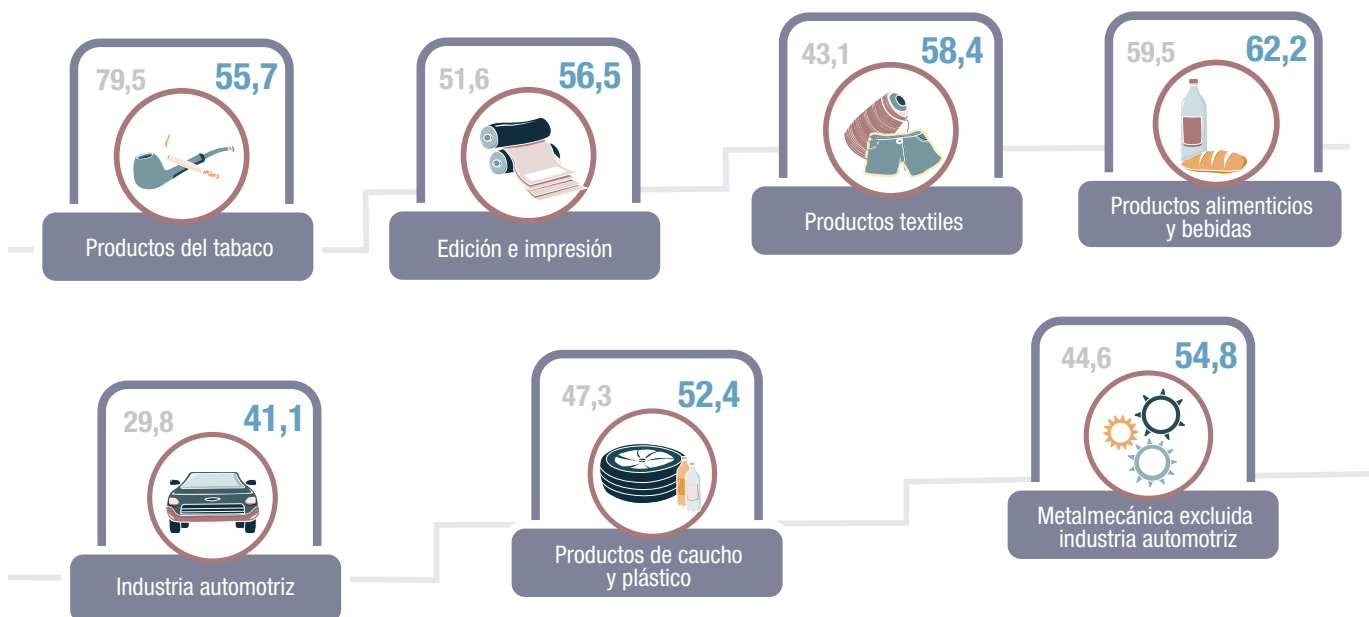 79,5 55,7
Productos del tabaco
51,6 56,5
Edición e impresión
43,1 58,4
Productos textiles
59,5 62,2
Productos alimenticios
y bebidas
29,8 41,1
Industria automotriz
47,3 52,4
Productos de caucho
y plástico
44,6 54,8
Metalmecánica excluida
industria automotriz